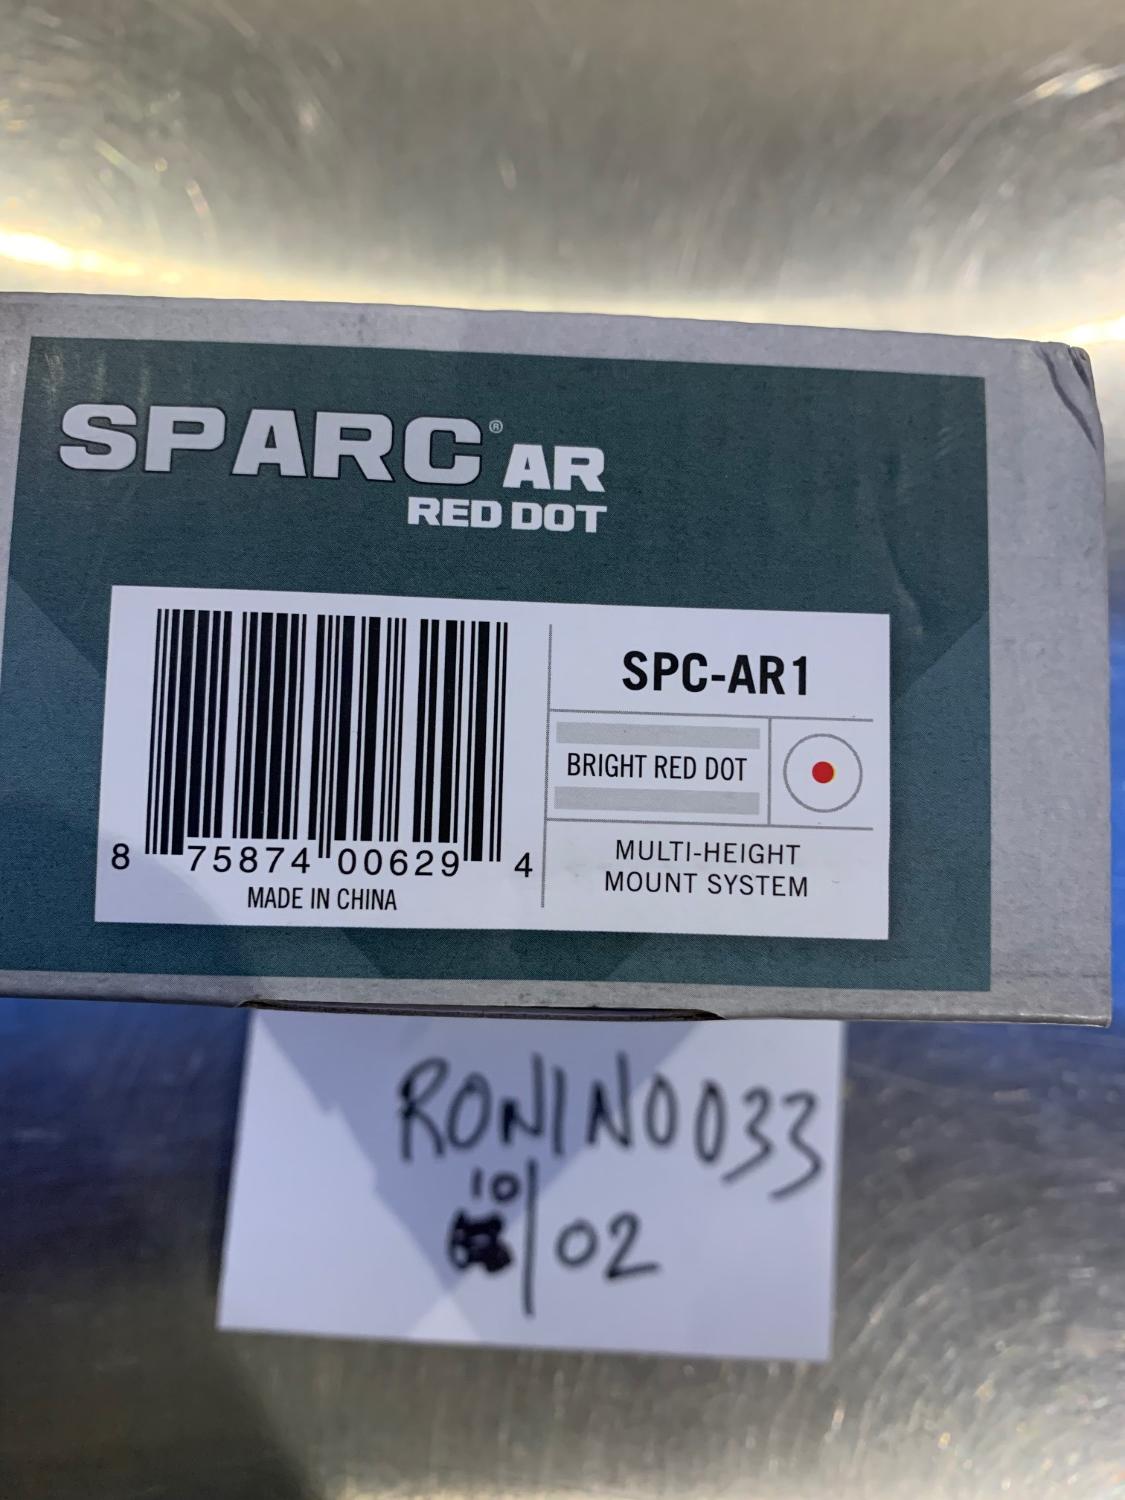 SPARC® AR
RED DOT
SPC-AR1
BRIGHT RED DOT
MULTI-HEIGHT
MOUNT SYSTEM
8 75874 00629 4
MADE IN CHINA
RONIN0033
10/02